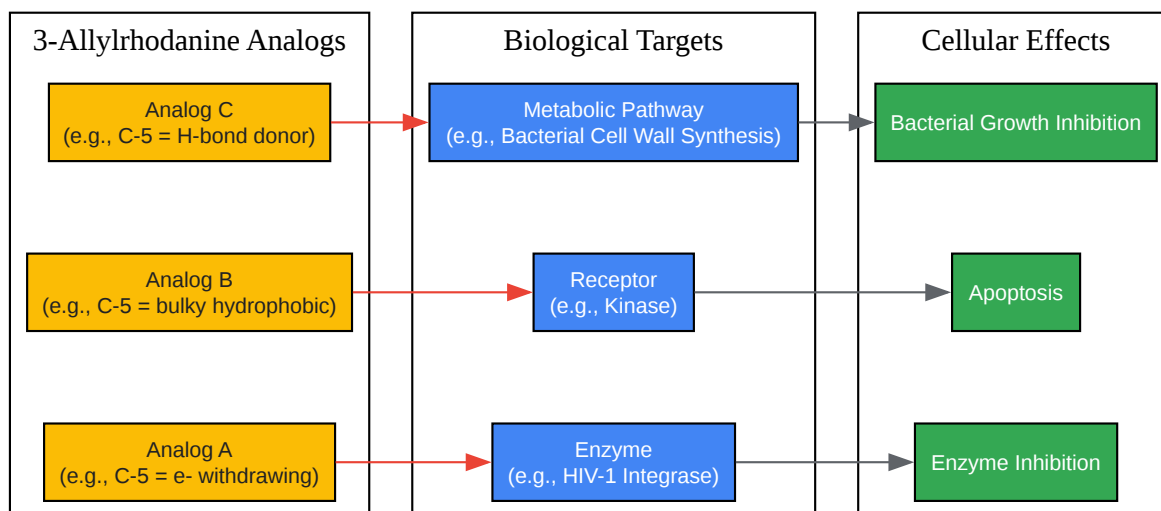 3-Allylrhodanine Analogs
Biological Targets
Cellular Effects
Analog C
(e.g., C-5 = H-bond donor)
Metabolic Pathway
(e.g., Bacterial Cell Wall Synthesis)
Bacterial Growth Inhibition
Analog B
(e.g., C-5 = bulky hydrophobic)
Receptor
(e.g., Kinase)
Apoptosis
Analog A
(e.g., C-5 = e- withdrawing)
Enzyme
(e.g., HIV-1 Integrase)
Enzyme Inhibition